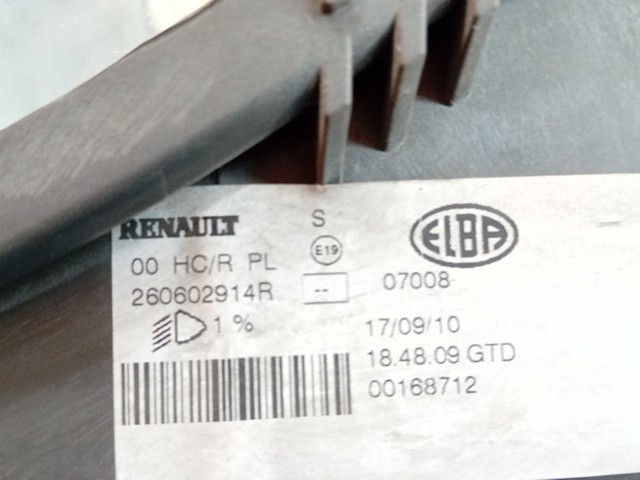 RENAULT S ELBA
00 HC/R PL E19
260602914R -- 07008
1 % 17/09/10
18.48.09 GTD
00168712